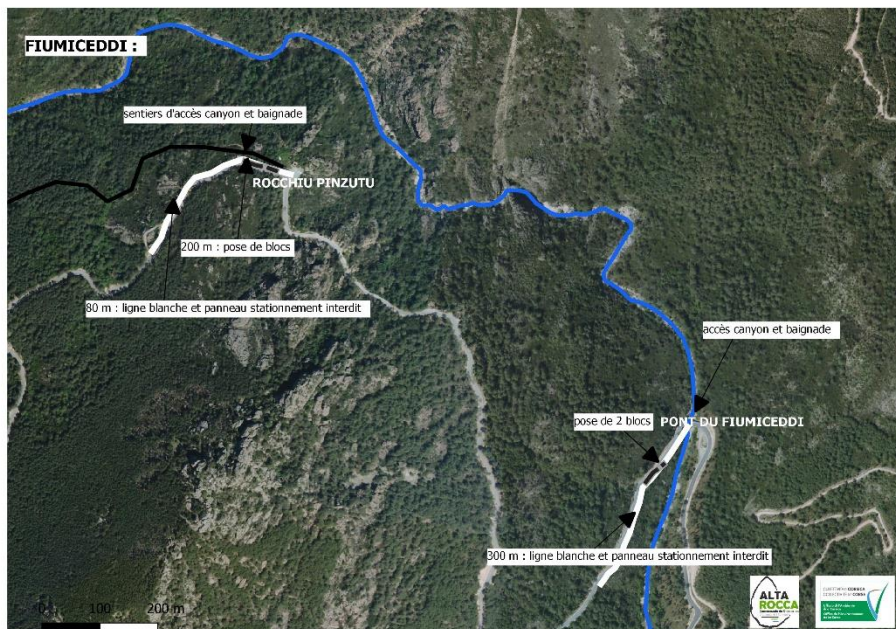 FIUMICEDDI :
sentiers d'accès canyon et baignade
ROCCHIU PINZUTU
200 m : pose de blocs
80 m : ligne blanche et panneau stationnement interdit
accès canyon et baignade
pose de 2 blocs
PONT DU FIUMICEDDI
300 m : ligne blanche et panneau stationnement interdit
0 100 200 m
ALTA
ROCCA